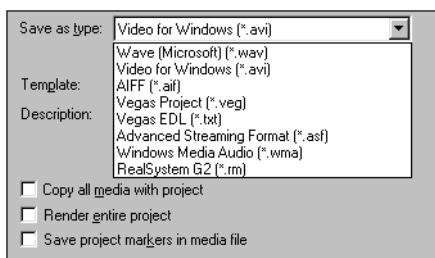 Save as type: Video for Windows (*.avi)
Wave (Microsoft) (*.wav)
Video for Windows (*.avi)
Template: AIFF (*.aif)
Vegas Project (*.veg)
Description: Vegas EDL (*.txt)
Advanced Streaming Format (*.asf)
Windows Media Audio (*.wma)
RealSystem G2 (*.rm)
Copy all media with project
Render entire project
Save project markers in media file